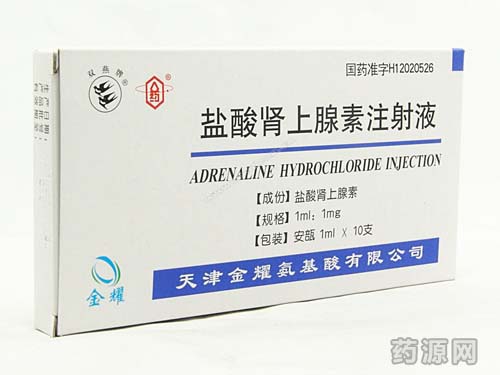 双燕牌
国药准字H12020526
盐酸肾上腺素注射液
ADRENALINE HYDROCHLORIDE INJECTION
【成份】盐酸肾上腺素
【规格】1ml：1mg
【包装】安瓿 1ml X 10支
金耀
天津金耀氨基酸有限公司
药源网